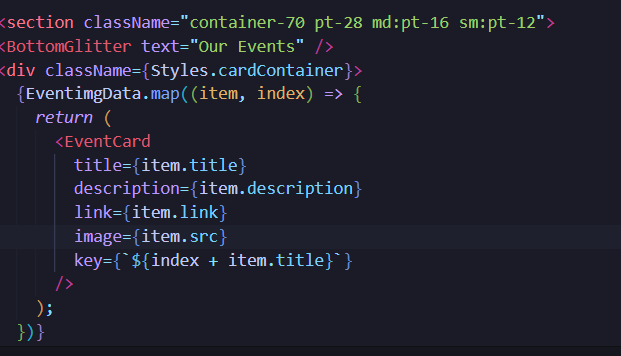 <section className="container-70 pt-28 md:pt-16 sm:pt-12">
<BottomGlitter text="Our Events" />
<div className={Styles.cardContainer}>
{EventimgData.map((item, index) => {
return (
<EventCard
title={item.title}
description={item.description}
link={item.link}
image={item.src}
key={`${index + item.title}`}
/>
);
})}